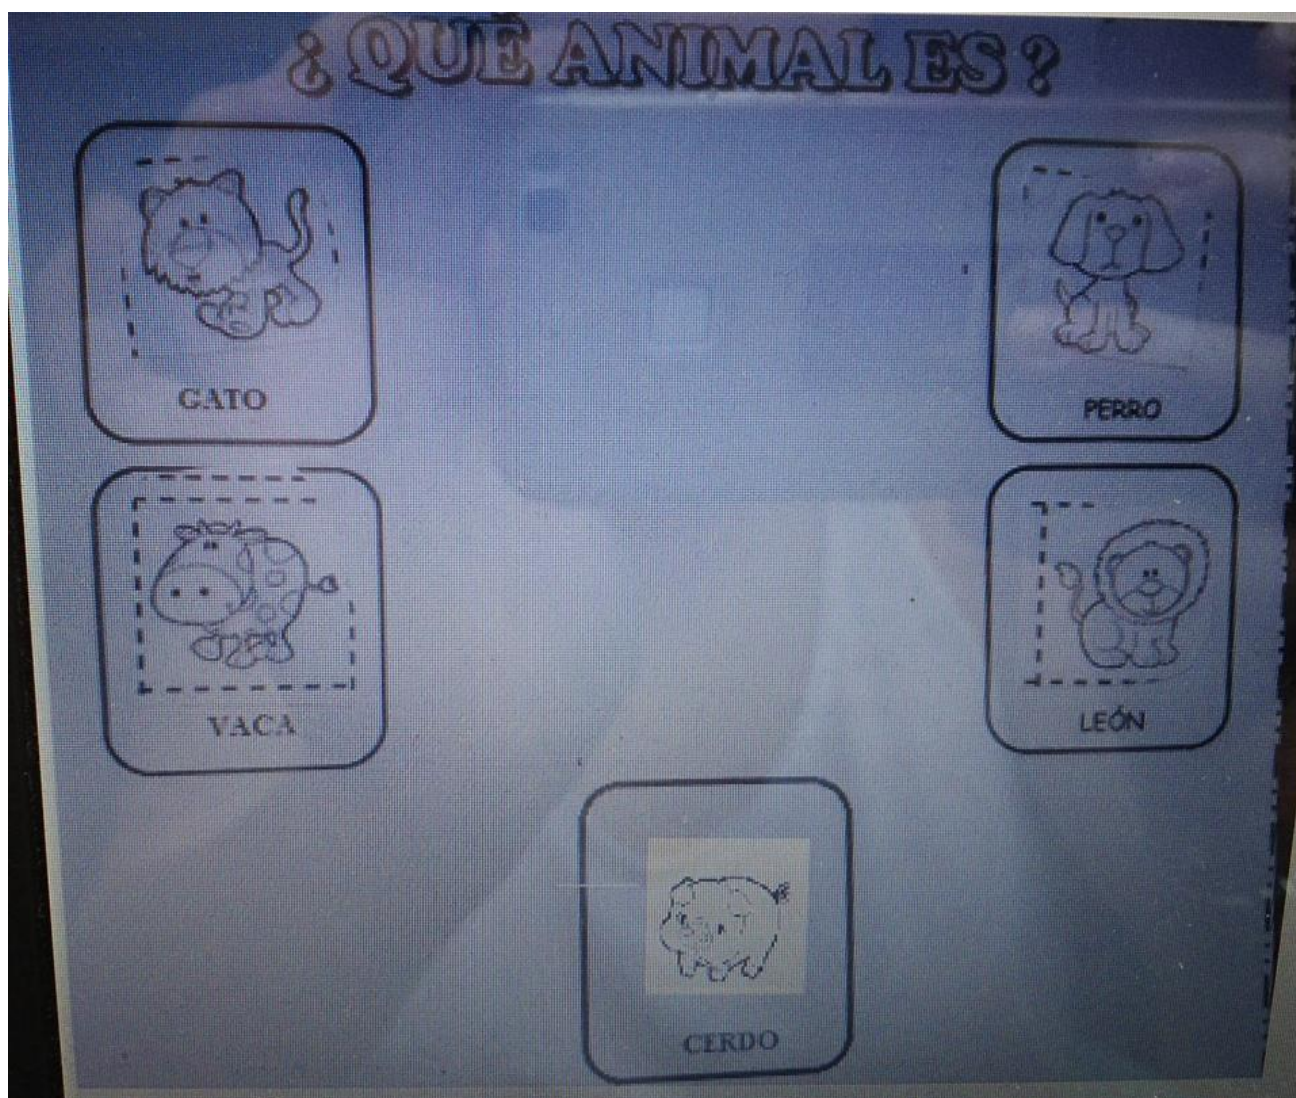 ¿ QUÉ ANIMAL ES ?
GATO
PERRO
VACA
LEÓN
CERDO